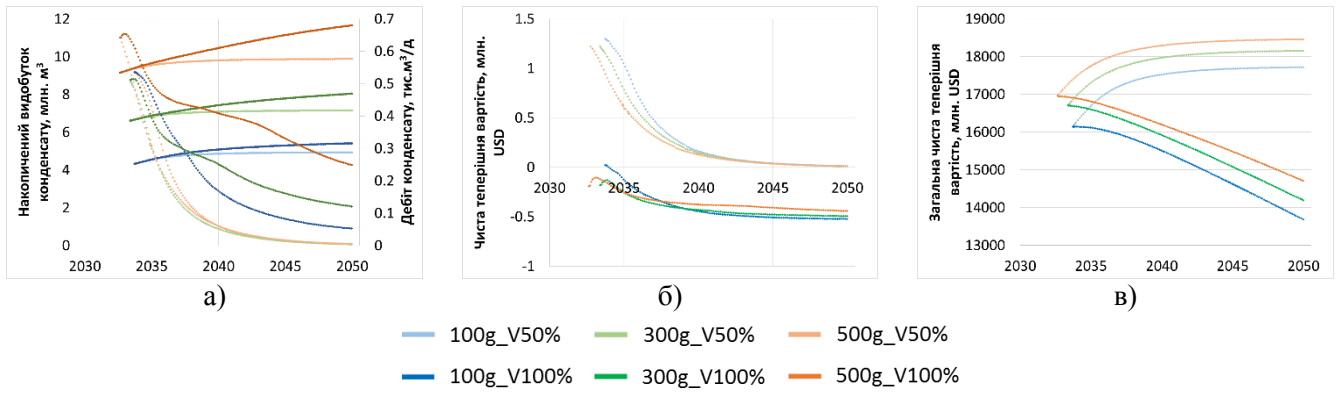 Накопичений видобуток
конденсату, млн. м³
12
10
8
6
4
2
0
0.7
0.6
0.5
0.4
0.3
0.2
0.1
0
Дебіт конденсату, тис.м³/д
2030
2035
2040
2045
2050
а)
Чиста теперішня вартість, млн.
USD
1.5
1
0.5
0
-0.5
-1
2030
2035
2040
2045
2050
б)
Загальна чиста теперішня
вартість, млн. USD
19000
18000
17000
16000
15000
14000
13000
2030
2035
2040
2045
2050
в)
100g_V50%
300g_V50%
500g_V50%
100g_V100%
300g_V100%
500g_V100%